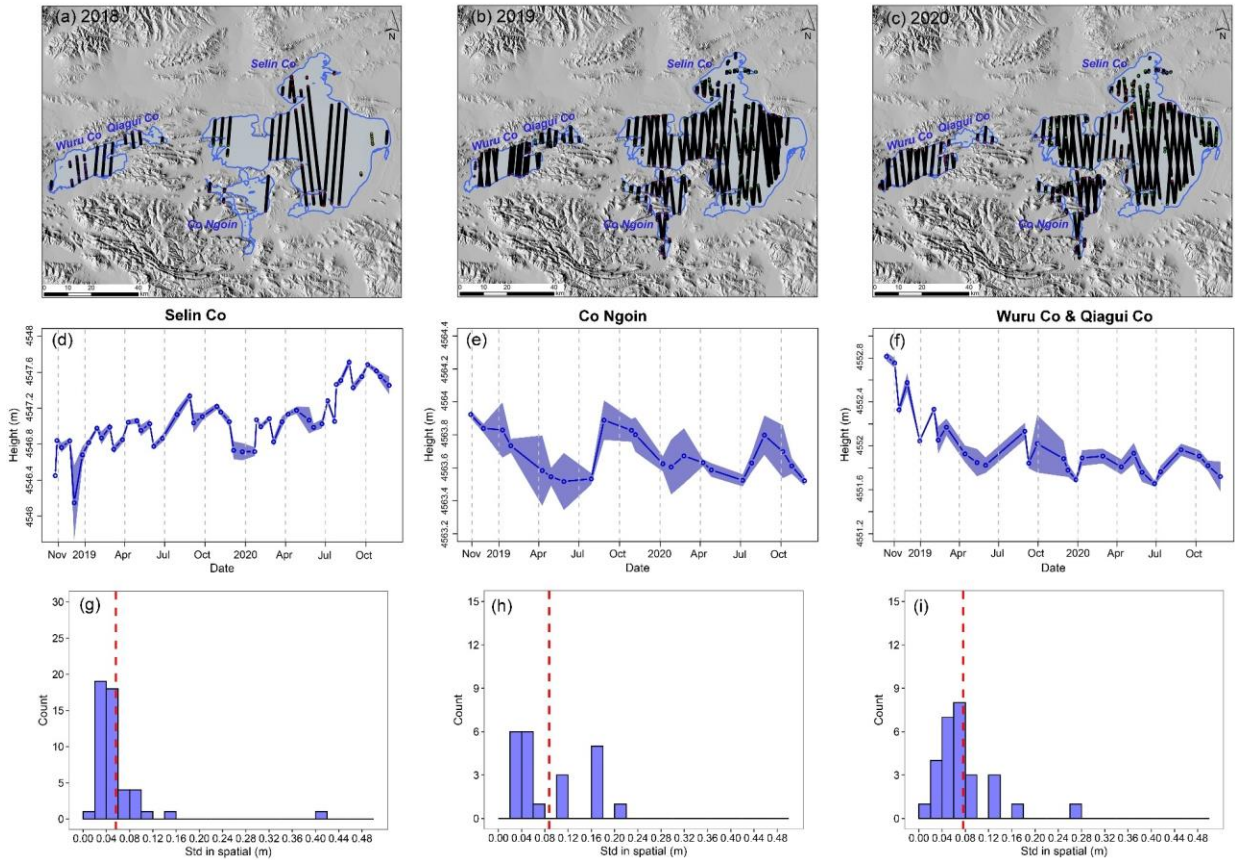 (a) 2018
(b) 2019
(c) 2020
N
N
N
Selin Co
Wuru Co
Qiagui Co
Co Ngoin
0 10 20 40
km
Selin Co
Wuru Co
Qiagui Co
Co Ngoin
0 10 20 40
km
Selin Co
Wuru Co
Qiagui Co
Co Ngoin
0 10 20 40
km
Selin Co
(d)
Height (m)
4548
4547.6
4547.2
4546.8
4546.4
4546
Nov 2019 Apr Jul Oct 2020 Apr Jul Oct
Date
Co Ngoin
(e)
Height (m)
4564.4
4564.2
4564
4563.8
4563.6
4563.4
4563.2
Nov 2019 Apr Jul Oct 2020 Apr Jul Oct
Date
Wuru Co & Qiagui Co
(f)
Height (m)
4552.8
4552.4
4552
4551.6
4551.2
Nov 2019 Apr Jul Oct 2020 Apr Jul Oct
Date
(g)
Count
30
25
20
15
10
5
0
0.00 0.04 0.08 0.12 0.16 0.20 0.24 0.28 0.32 0.36 0.40 0.44 0.48
Std in spatial (m)
(h)
Count
15
12
9
6
3
0
0.00 0.04 0.08 0.12 0.16 0.20 0.24 0.28 0.32 0.36 0.40 0.44 0.48
Std in spatial (m)
(i)
Count
15
12
9
6
3
0
0.00 0.04 0.08 0.12 0.16 0.20 0.24 0.28 0.32 0.36 0.40 0.44 0.48
Std in spatial (m)